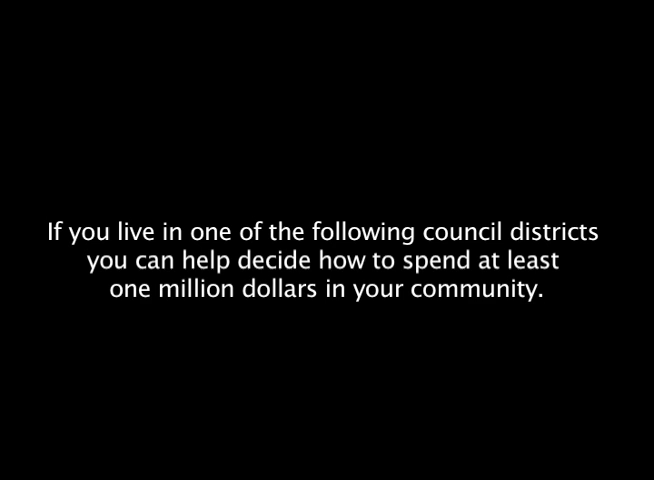 If you live in one of the following council districts
you can help decide how to spend at least
one million dollars in your community.